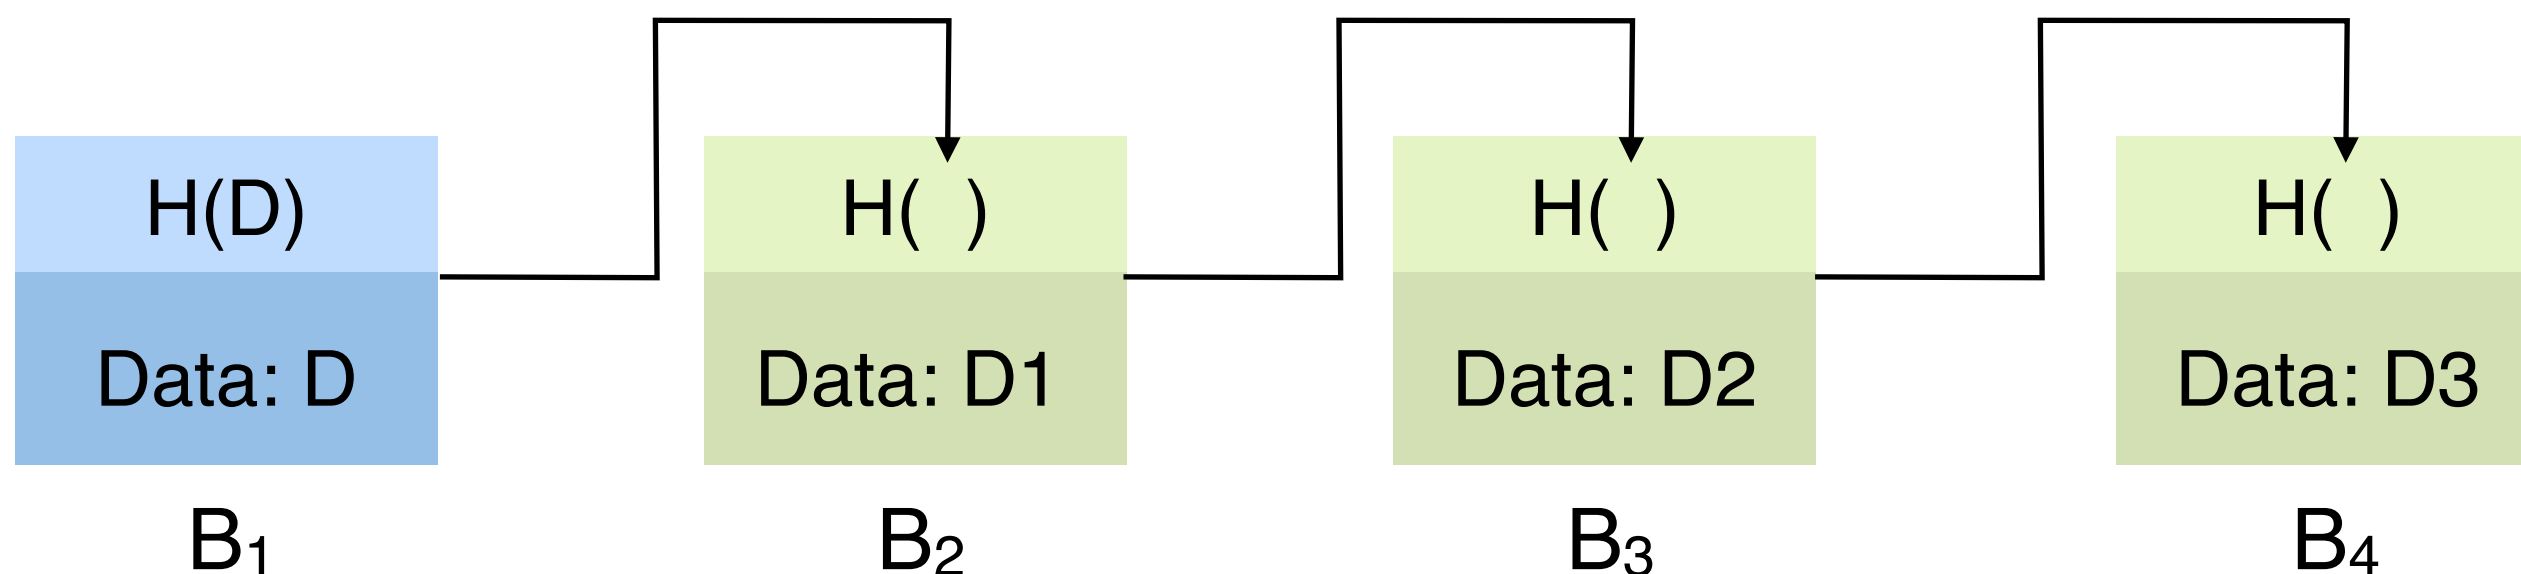 H(D) H( ) H( ) H( )
Data: D Data: D1 Data: D2 Data: D3
B1 B2 B3 B4